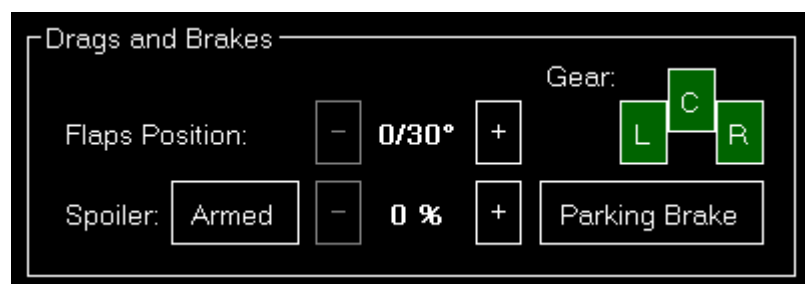 Drags and Brakes
Gear:
C
L R
Flaps Position: - 0/30° +
Spoiler: Armed - 0 % + Parking Brake